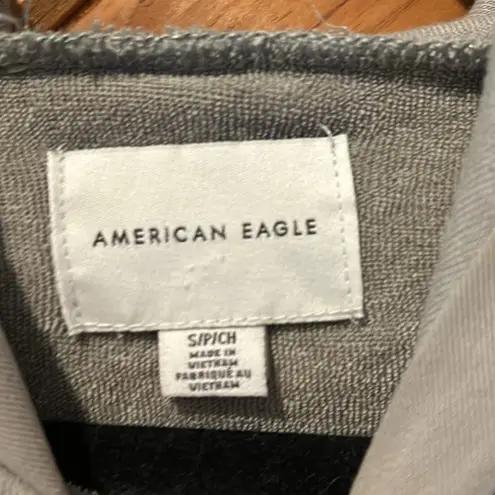 AMERICAN EAGLE
S/P/CH
MADE IN
VIETNAM
FABRIQUÉ AU
VIETNAM